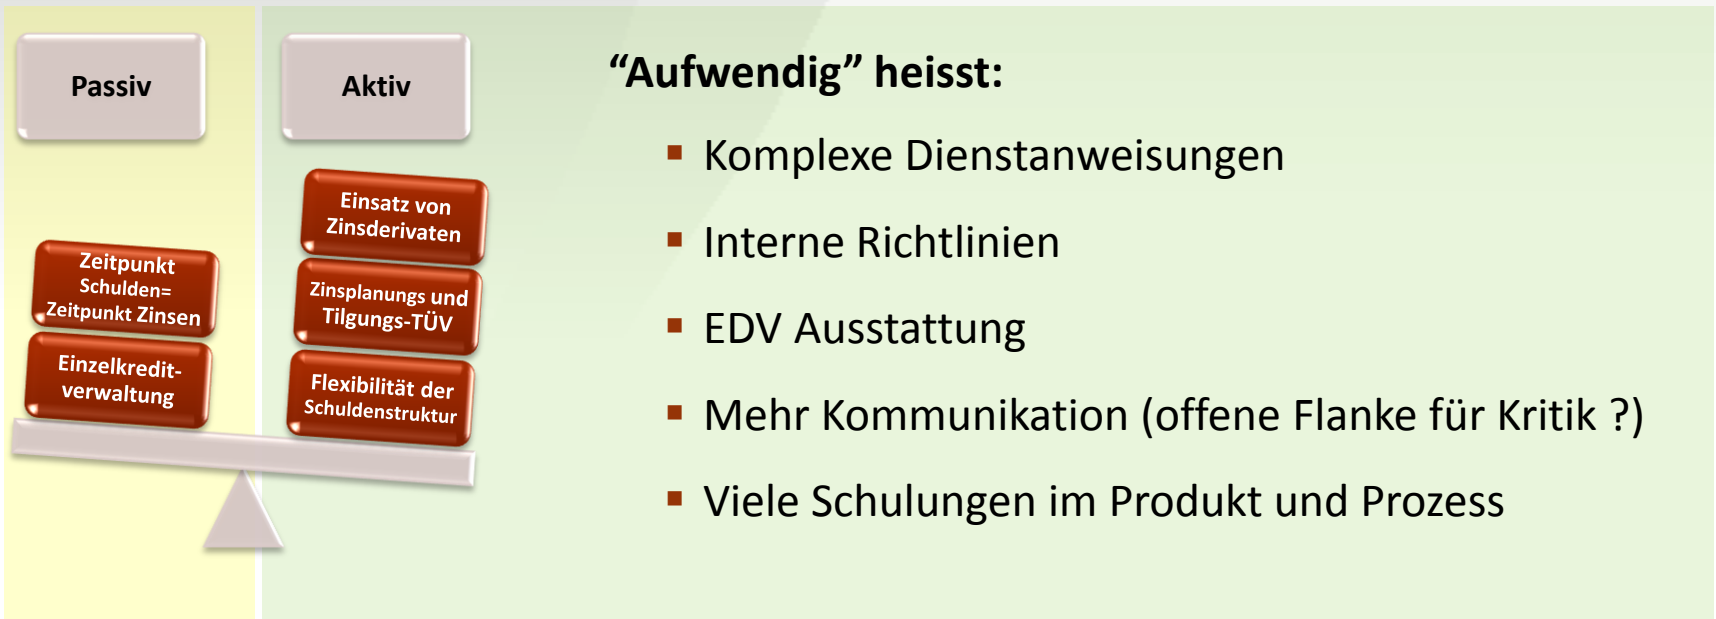 Passiv
Aktiv
Zeitpunkt
Schulden=
Zeitpunkt Zinsen
Einzelkredit-
verwaltung
Einsatz von
Zinsderivaten
Zinsplanungs und
Tilgungs-TÜV
Flexibilität der
Schuldenstruktur
“Aufwendig” heisst:
▪ Komplexe Dienstanweisungen
▪ Interne Richtlinien
▪ EDV Ausstattung
▪ Mehr Kommunikation (offene Flanke für Kritik ?)
▪ Viele Schulungen im Produkt und Prozess